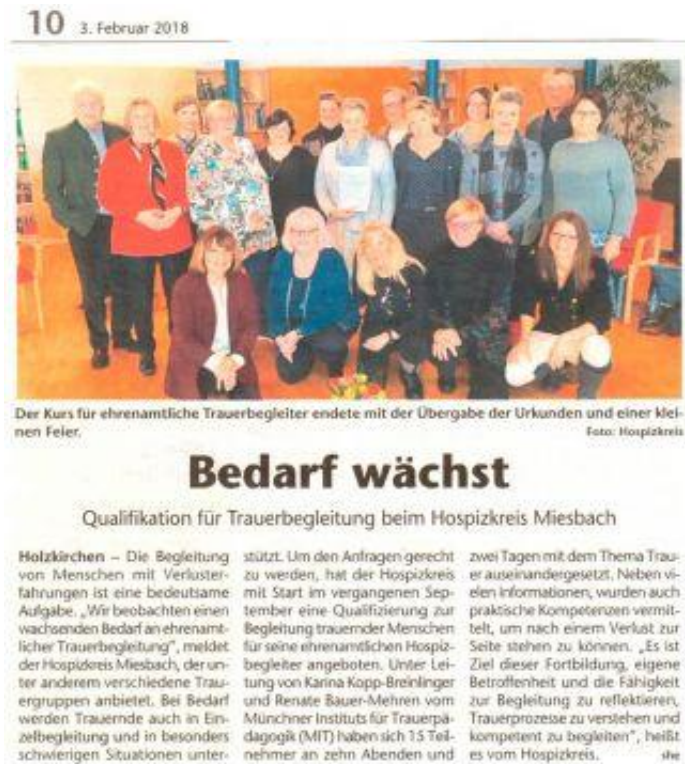 10 3. Februar 2018
Der Kurs für ehrenamtliche Trauerbegleiter endete mit der Übergabe der Urkunden und einer klei-
nen Feier. Foto: Hospizkreis
Bedarf wächst
Qualifikation für Trauerbegleitung beim Hospizkreis Miesbach
Holzkirchen – Die Begleitung
von Menschen mit Verluster-
fahrungen ist eine bedeutsame
Aufgabe. „Wir beobachten einen
wachsenden Bedarf an ehrenamt-
licher Trauerbegleitung", meldet
der Hospizkreis Miesbach, der un-
ter anderem verschiedene Trau-
ergruppen anbietet. Bei Bedarf
werden Trauernde auch in Ein-
zelbegleitung und in besonders
schwierigen Situationen unter-
stützt. Um den Anfragen gerecht
zu werden, hat der Hospizkreis
mit Start im vergangenen Sep-
tember eine Qualifizierung zur
Begleitung trauernder Menschen
für seine ehrenamtlichen Hospiz-
begleiter angeboten. Unter Lei-
tung von Karina Kopp-Breinlinger
und Renate Bauer-Mehren vom
Münchner Instituts für Trauerpä-
dagogik (MIT) haben sich 15 Teil-
nehmer an zehn Abenden und
zwei Tagen mit dem Thema Trau-
er auseinandergesetzt. Neben vi-
elen Informationen, wurden auch
praktische Kompetenzen vermit-
telt, um nach einem Verlust zur
Seite stehen zu können. „Es ist
Ziel dieser Fortbildung, eigene
Betroffenheit und die Fähigkeit
zur Begleitung zu reflektieren,
Trauerprozesse zu verstehen und
kompetent zu begleiten", heißt
es vom Hospizkreis. she